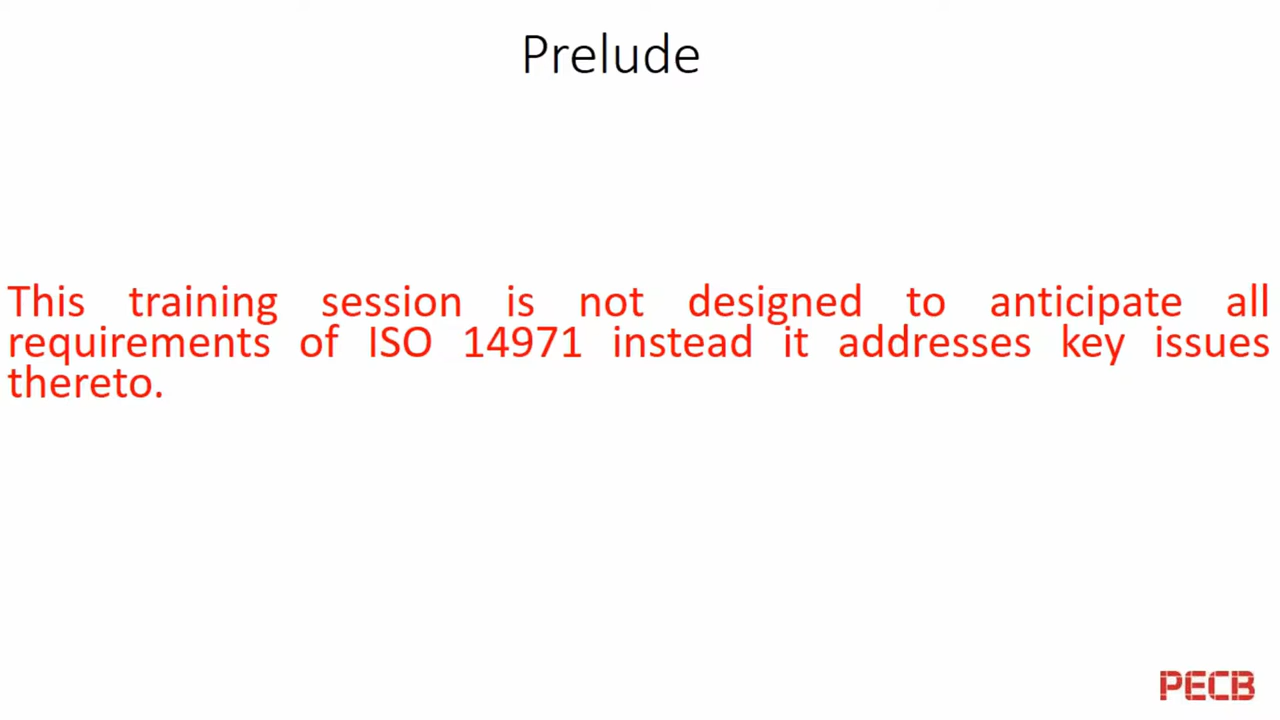 Prelude
This training session is not designed to anticipate all
requirements of ISO 14971 instead it addresses key issues
thereto.
PECB